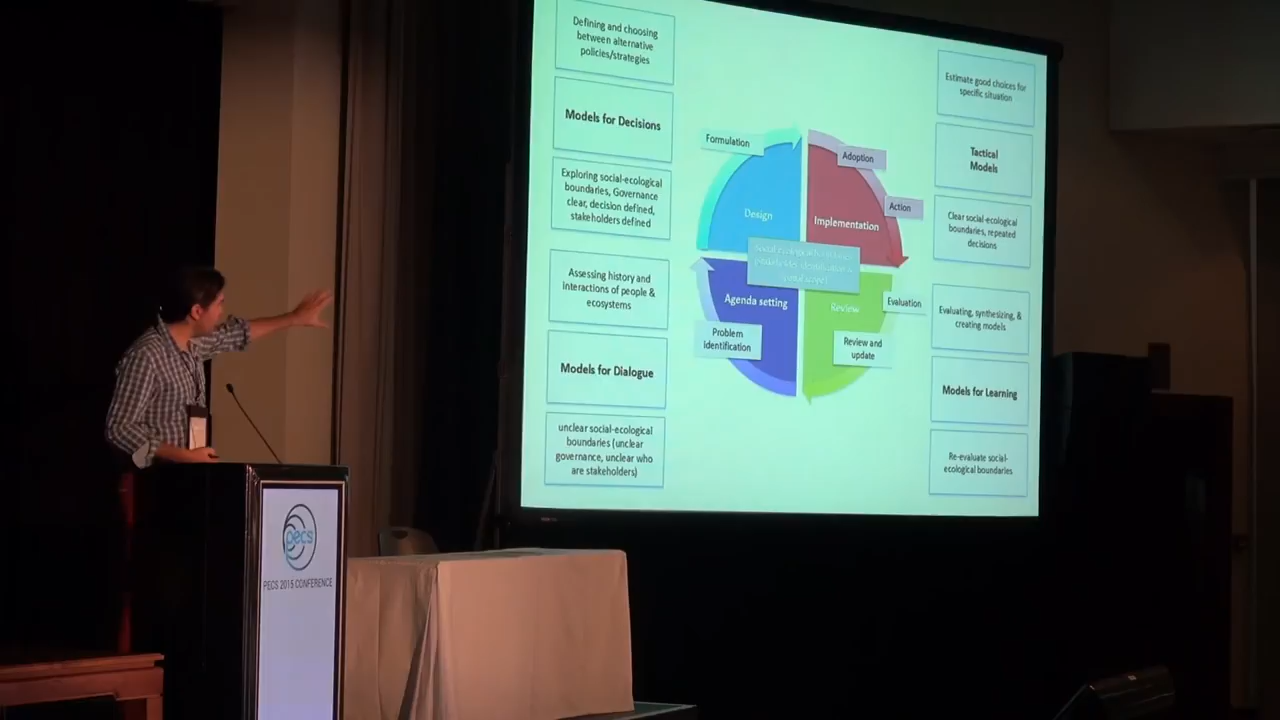 Defining and choosing
between alternative
policies/strategies
Models for Decisions
Exploring social-ecological
boundaries, Governance
clear, decision defined,
stakeholders defined
Assessing history and
interactions of people &
ecosystems
Models for Dialogue
unclear social-ecological
boundaries (unclear
governance, unclear who
are stakeholders)
Formulation
Design
Adoption
Action
Implementation
Agenda setting
Problem
identification
Review
Evaluation
Review and
update
Estimate good choices for
specific situation
Tactical
Models
Clear social-ecological
boundaries, repeated
decisions
Evaluating, synthesizing, &
creating models
Models for Learning
Re-evaluate social-
ecological boundaries
pecs
PECS 2015 CONFERENCE